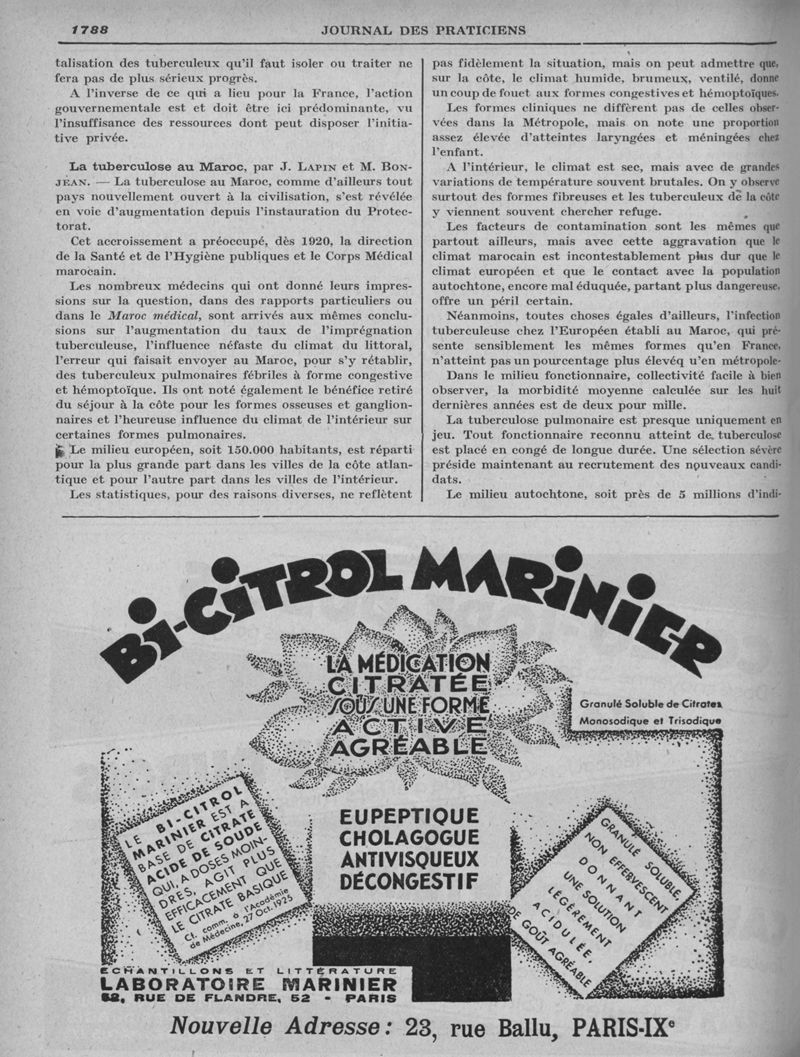 1788
JOURNAL DES PRATICIENS
talisation des tuberculeux qu'il faut isoler ou traiter ne
fera pas de plus sérieux progrès.
A l'inverse de ce qui a lieu pour la France, l'action
gouvernementale est et doit être ici prédominante, vu
l'insuffisance des ressources dont peut disposer l'initia-
tive privée.
La tuberculose au Maroc, par J. LAPIN et M. BON-
JEAN. — La tuberculose au Maroc, comme d'ailleurs tout
pays nouvellement ouvert à la civilisation, s'est révélée
en voie d'augmentation depuis l'instauration du Protec-
torat.
Cet accroissement a préoccupé, dès 1920, la direction
de la Santé et de l'Hygiène publiques et le Corps Médical
marocain.
Les nombreux médecins qui ont donné leurs impres-
sions sur la question, dans des rapports particuliers ou
dans le Maroc médical, sont arrivés aux mêmes conclu-
sions sur l'augmentation du taux de l'imprégnation
tuberculeuse, l'influence néfaste du climat du littoral,
l'erreur qui faisait envoyer au Maroc, pour s'y rétablir,
des tuberculeux pulmonaires fébriles à forme congestive
et hémoptoïque. Ils ont noté également le bénéfice retiré
du séjour à la côte pour les formes osseuses et ganglion-
naires et l'heureuse influence du climat de l'intérieur sur
certaines formes pulmonaires.
Le milieu européen, soit 150.000 habitants, est réparti
pour la plus grande part dans les villes de la côte atlan-
tique et pour l'autre part dans les villes de l'intérieur.
Les statistiques, pour des raisons diverses, ne reflètent
pas fidèlement la situation, mais on peut admettre que,
sur la côte, le climat humide, brumeux, ventilé, donne
un coup de fouet aux formes congestives et hémoptoïques.
Les formes cliniques ne diffèrent pas de celles obser-
vées dans la Métropole, mais on note une proportion
assez élevée d'atteintes laryngées et méningées chez
l'enfant.
A l'intérieur, le climat est sec, mais avec de grandes
variations de température souvent brutales. On y observe
surtout des formes fibreuses et les tuberculeux de la côte
y viennent souvent chercher refuge.
Les facteurs de contamination sont les mêmes que
partout ailleurs, mais avec cette aggravation que le
climat marocain est incontestablement plus dur que le
climat européen et que le contact avec la population
autochtone, encore mal éduquée, partant plus dangereuse,
offre un péril certain.
Néanmoins, toutes choses égales d'ailleurs, l'infection
tuberculeuse chez l'Européen établi au Maroc, qui pré-
sente sensiblement les mêmes formes qu'en France,
n'atteint pas un pourcentage plus élevéq u'en métropole-
Dans le milieu fonctionnaire, collectivité facile à bien
observer, la morbidité moyenne calculée sur les huit
dernières années est de deux pour mille.
La tuberculose pulmonaire est presque uniquement en
jeu. Tout fonctionnaire reconnu atteint de tuberculose
est placé en congé de longue durée. Une sélection sévère
préside maintenant au recrutement des nouveaux candi-
dats.
Le milieu autochtone, soit près de 5 millions d'indi-
BI-CITROL MARINIER
LA MÉDICATION
CITRATÉE
SOUS UNE FORME
ACTIVE
AGRÉABLE
Granulé Soluble de Citrates
Monosodique et Trisodique
LE BI-CITROL
MARINIER EST A
BASE DE CITRATE
ACIDE DE SOUDE
QUI, A DOSES MOIN-
DRES, AGIT PLUS
EFFICACEMENT QUE
LE CITRATE BASIQUE
Ct. comm. à l'Académie
de Médecine, 27 Oct. 1925
EUPEPTIQUE
CHOLAGOGUE
ANTIVISQUEUX
DÉCONGESTIF
GRANULÉ SOLUBLE,
NON EFFERVESCENT
DONNANT
UNE SOLUTION
LÉGÈREMENT
ACIDULÉE
DE GOÛT AGRÉABLE
ECHANTILLONS ET LITTÉRATURE
LABORATOIRE MARINIER
52, RUE DE FLANDRE, 52 - PARIS
Nouvelle Adresse : 23, rue Ballu, PARIS-IXe